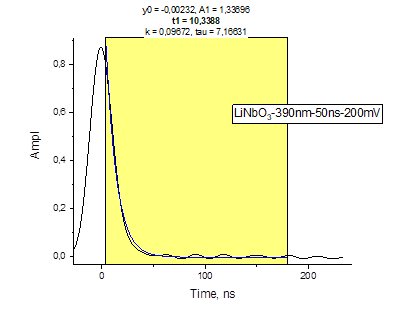 y0 = -0,00232, A1 = 1,33696
t1 = 10,3388
k = 0,09672, tau = 7,16631
0,8
0,6
0,4
0,2
0,0
Ampl
LiNbO₃-390nm-50ns-200mV
0
100
200
Time, ns